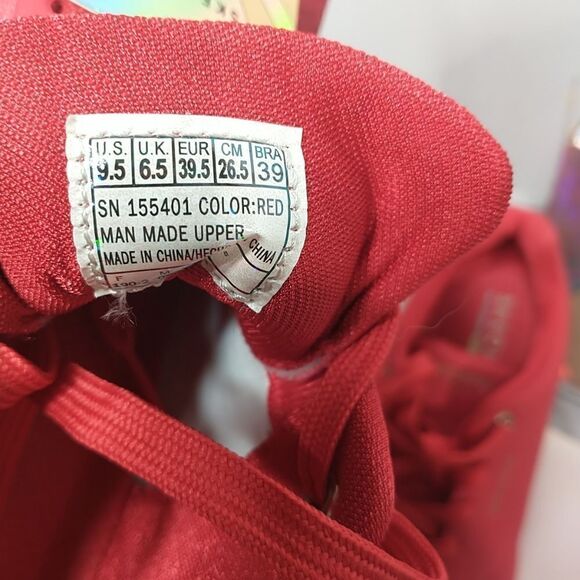 U.S. U.K. EUR CM BRA
9.5 6.5 39.5 26.5 39
SN 155401 COLOR:RED
MAN MADE UPPER
MADE IN CHINA/HECHO
CHINA
F M